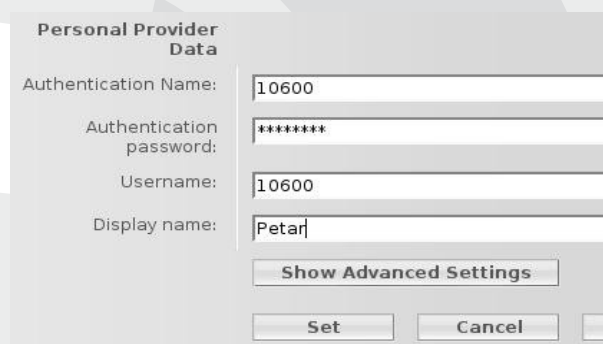 Personal Provider
Data
Authentication Name:
10600
Authentication
password:
********
Username:
10600
Display name:
Petar
Show Advanced Settings
Set
Cancel